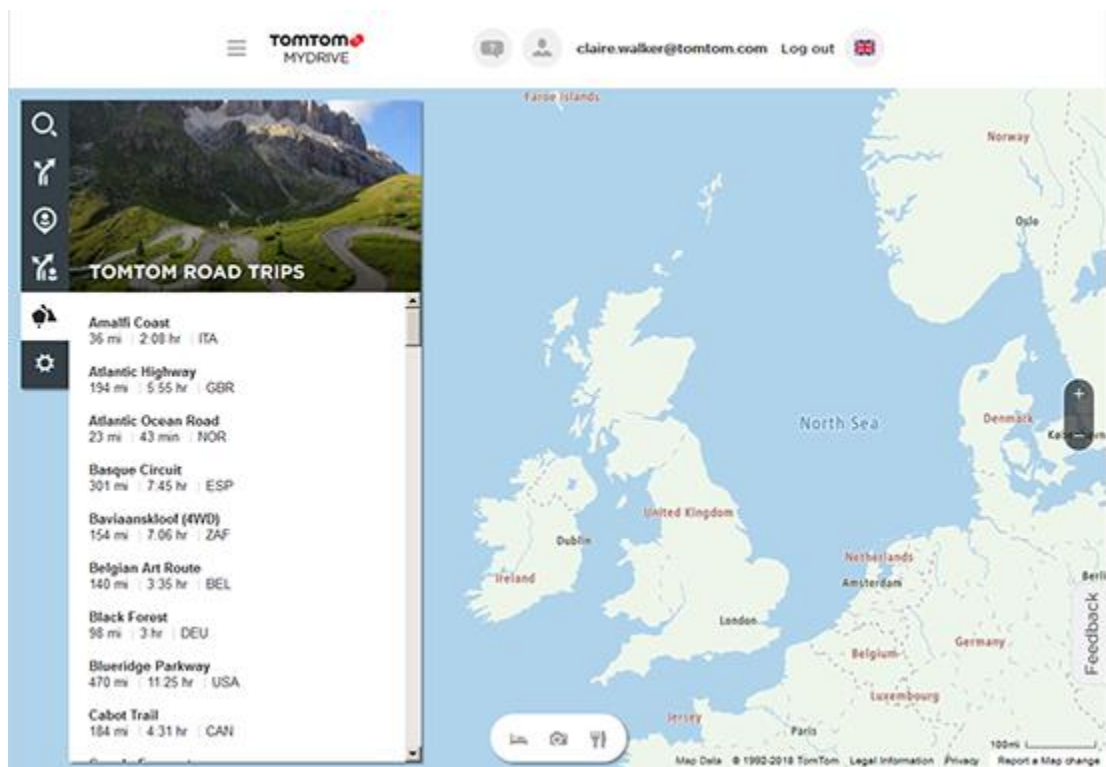 TOMTOM
MYDRIVE
claire.walker@tomtom.com Log out
TOMTOM ROAD TRIPS
Amalfi Coast
36 mi 2:08 hr ITA
Atlantic Highway
194 mi 5:55 hr GBR
Atlantic Ocean Road
23 mi 43 min NOR
Basque Circuit
301 mi 7:45 hr ESP
Baviaanskloof (4WD)
154 mi 7:06 hr ZAF
Belgian Art Route
140 mi 3:35 hr BEL
Black Forest
98 mi 3 hr DEU
Blueridge Parkway
470 mi 11:25 hr USA
Cabot Trail
184 mi 4:31 hr CAN
Faroe Islands
Norway
Oslo
North Sea
Denmark
United Kingdom
Dublin
Ireland
Netherlands
Amsterdam
London
Germany
Belgium
Luxembourg
Jersey
Paris
Feedback
100mi
Map Data © 1992-2018 TomTom Legal Information Privacy Report a Map change